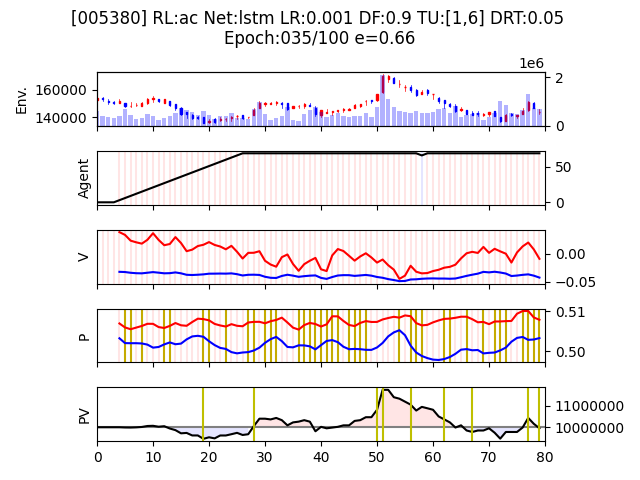 [005380] RL:ac Net:lstm LR:0.001 DF:0.9 TU:[1,6] DRT:0.05
Epoch:035/100 e=0.66
1e6
Env.
160000
140000
2
0
Agent
50
0
V
0.00
−0.05
P
0.51
0.50
PV
11000000
10000000
0 10 20 30 40 50 60 70 80